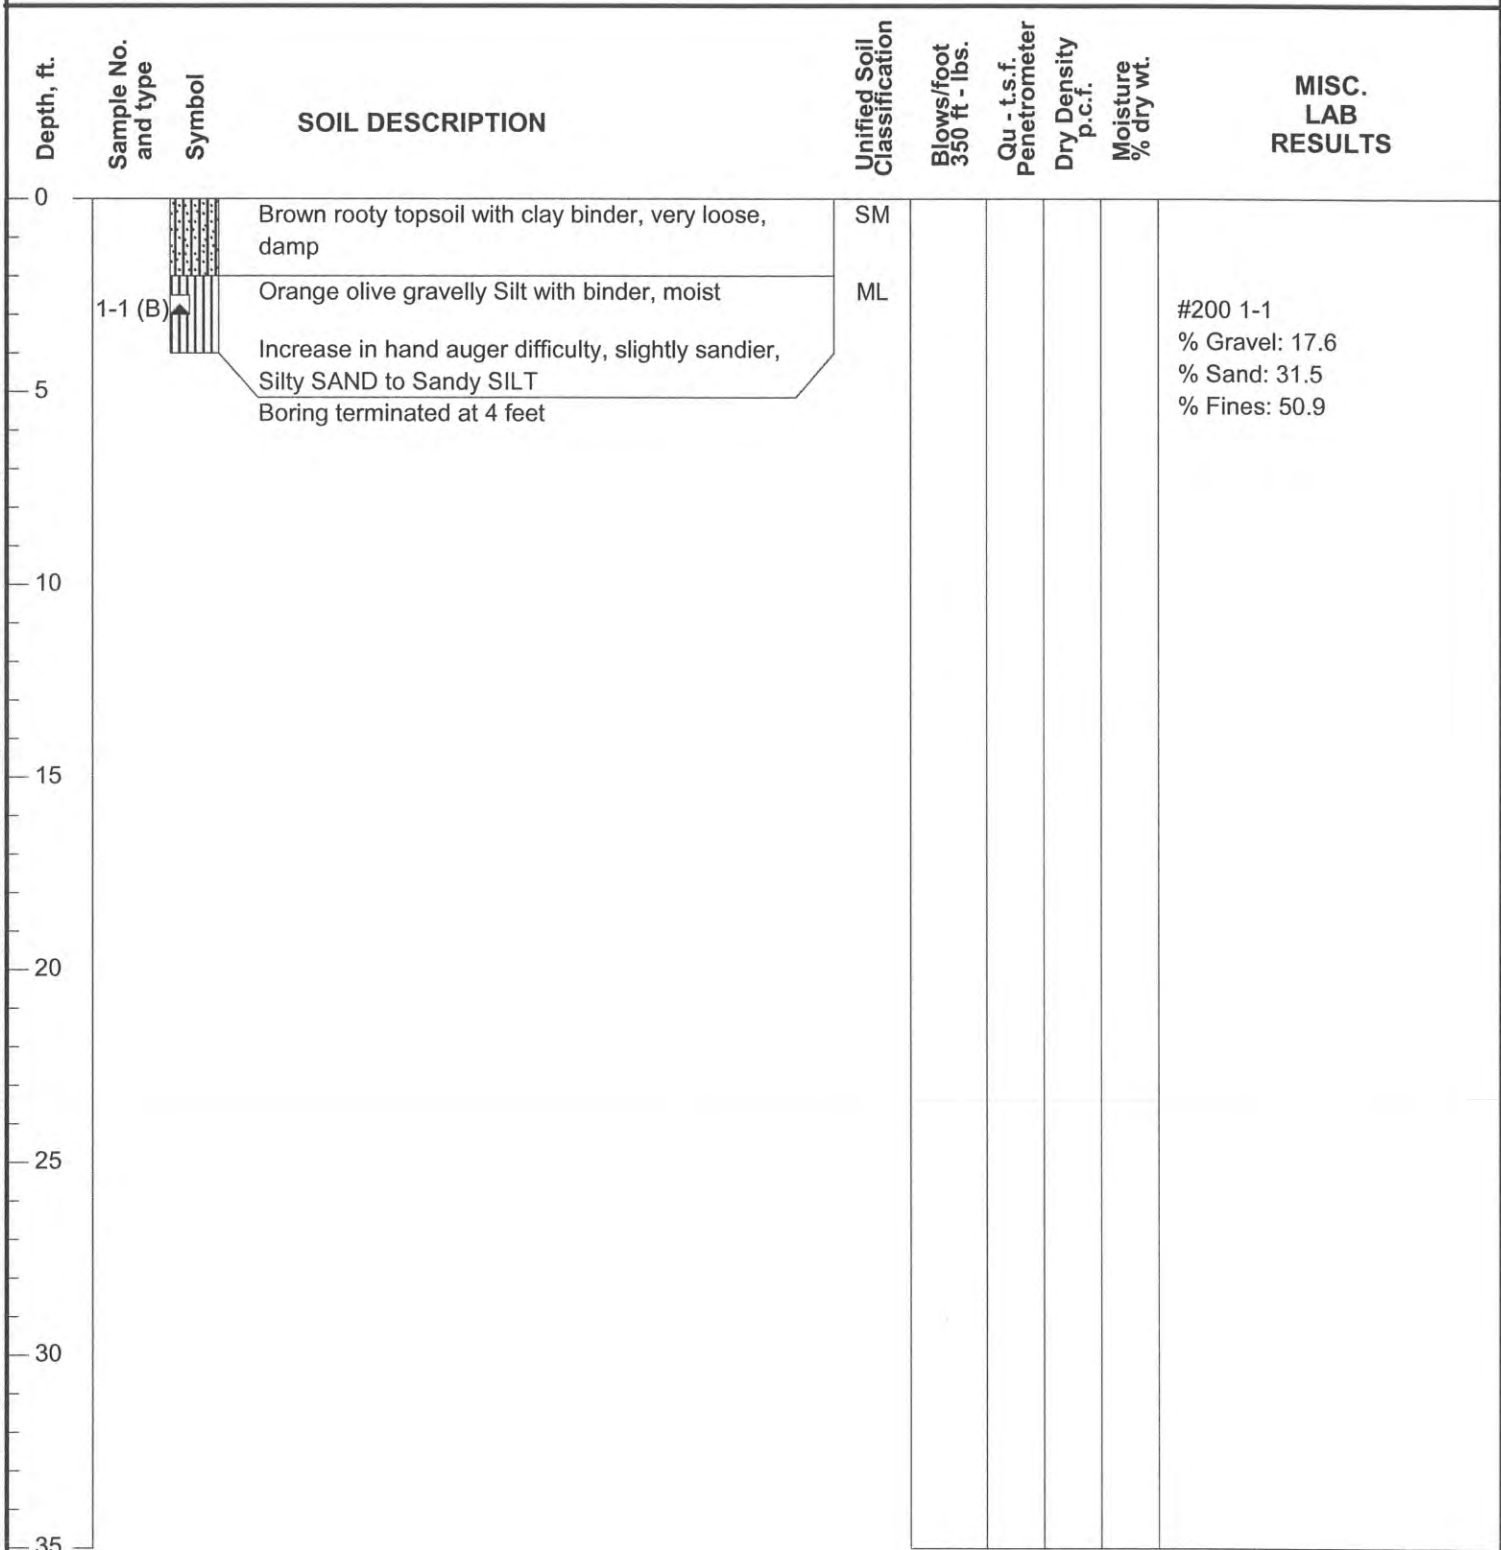 Depth, ft.
Sample No.
and type
Symbol
SOIL DESCRIPTION
Unified Soil
Classification
Blows/foot
350 ft - lbs.
Qu - t.s.f.
Penetrometer
Dry Density
p.c.f.
Moisture
% dry wt.
MISC.
LAB
RESULTS
0
Brown rooty topsoil with clay binder, very loose,
damp
SM
Orange olive gravelly Silt with binder, moist
ML
1-1 (B)
#200 1-1
% Gravel: 17.6
Increase in hand auger difficulty, slightly sandier,
Silty SAND to Sandy SILT
% Sand: 31.5
5
Boring terminated at 4 feet
% Fines: 50.9
10
15
20
25
30
35